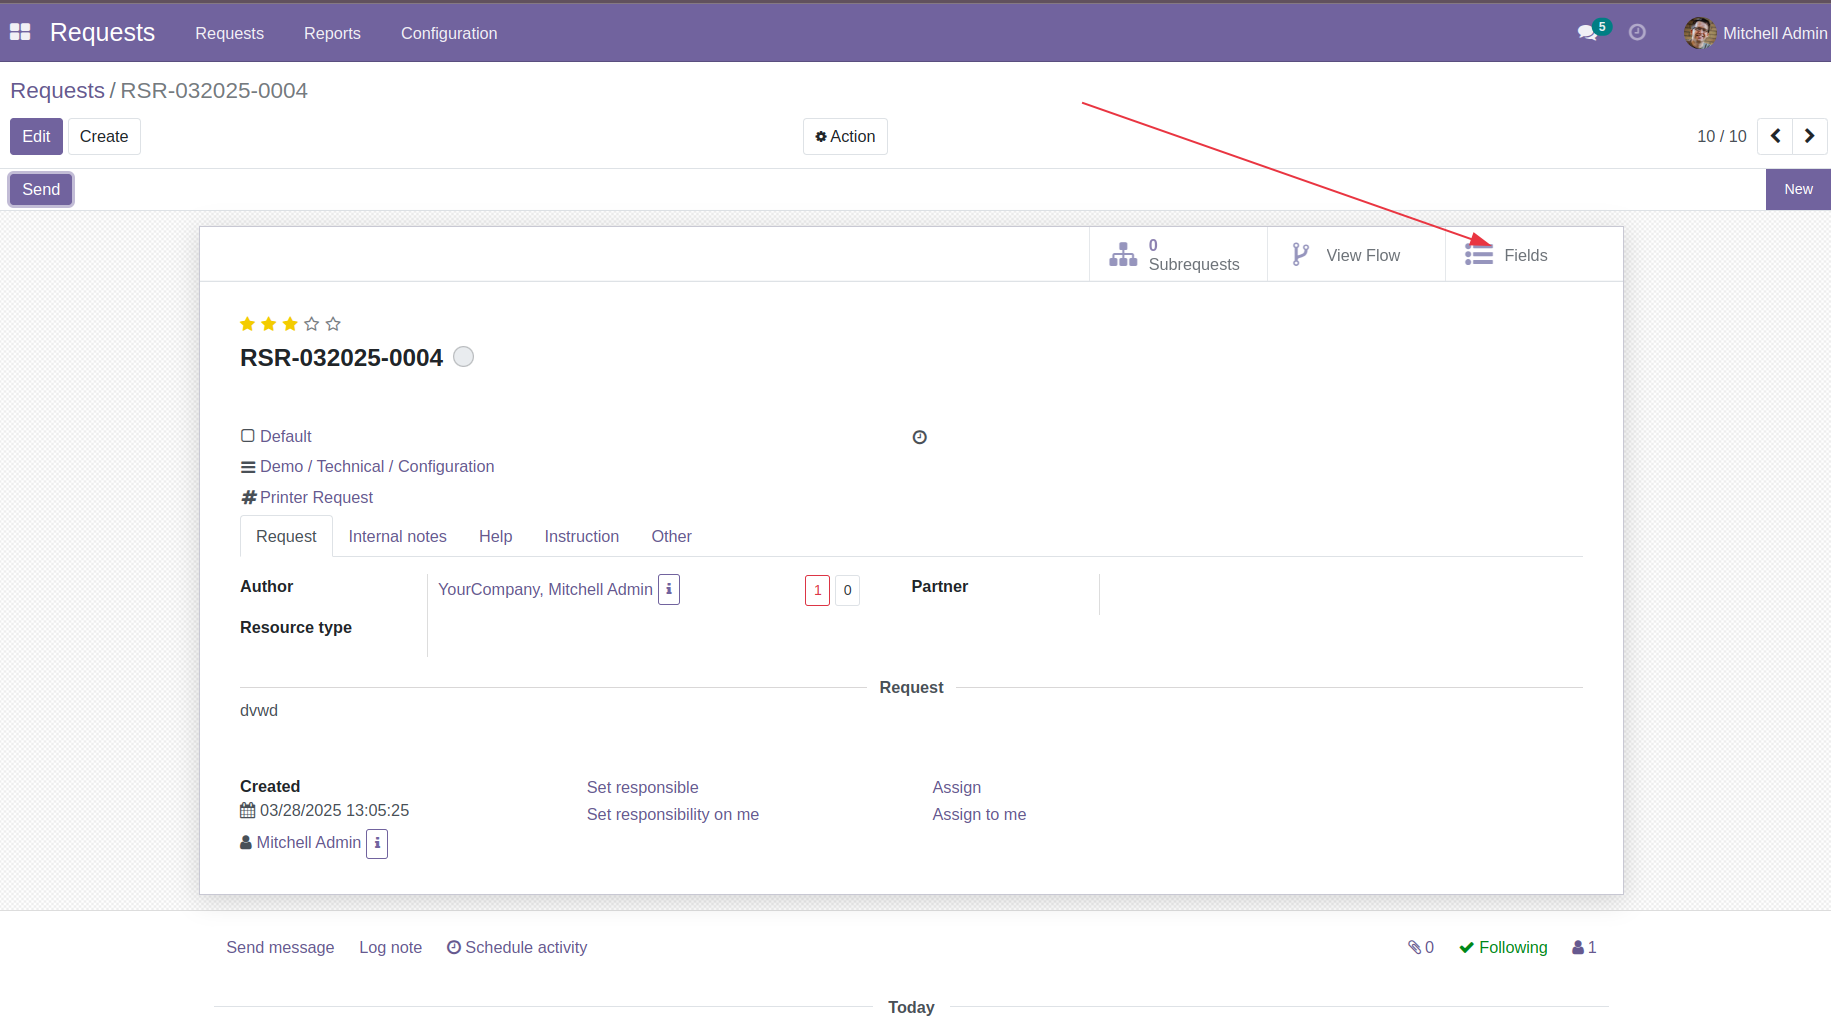 Requests Requests Reports Configuration 5 Mitchell Admin
Requests / RSR-032025-0004
Edit Create Action 10 / 10
Send New
0
Subrequests View Flow Fields
RSR-032025-0004
Default
Demo / Technical / Configuration
Printer Request
Request Internal notes Help Instruction Other
Author YourCompany, Mitchell Admin i 1 0 Partner
Resource type
Request
dvwd
Created Set responsible Assign
03/28/2025 13:05:25 Set responsibility on me Assign to me
Mitchell Admin i
Send message Log note Schedule activity 0 Following 1
Today